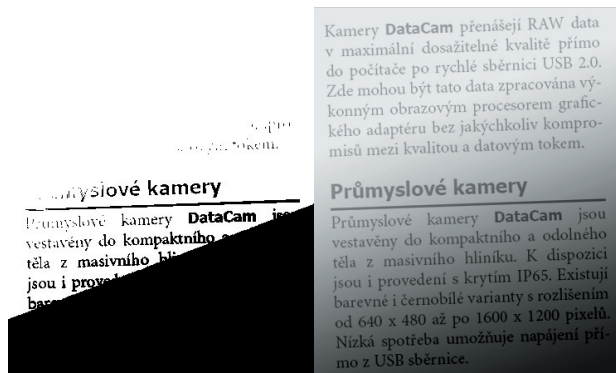 tokem.
kamery
Průmyslové kamery DataCam
vestavěny do kompaktního
těla z masivního
jsou i
Kamery DataCam přenášejí RAW data
v maximální dosažitelné kvalitě přímo
do počítače po rychlé sběrnici USB 2.0.
Zde mohou být tato data zpracována vý-
konným obrazovým procesorem grafic-
kého adaptéru bez jakýchkoliv kompro-
misů mezi kvalitou a datovým tokem.
Průmyslové kamery
Průmyslové kamery DataCam jsou
vestavěny do kompaktního a odolného
těla z masivního hliníku. K dispozici
jsou i provedení s krytím IP65. Existují
barevné i černobílé varianty s rozlišením
od 640 x 480 až po 1600 x 1200 pixelů.
Nízká spotřeba umožňuje napájení pří-
mo z USB sběrnice.